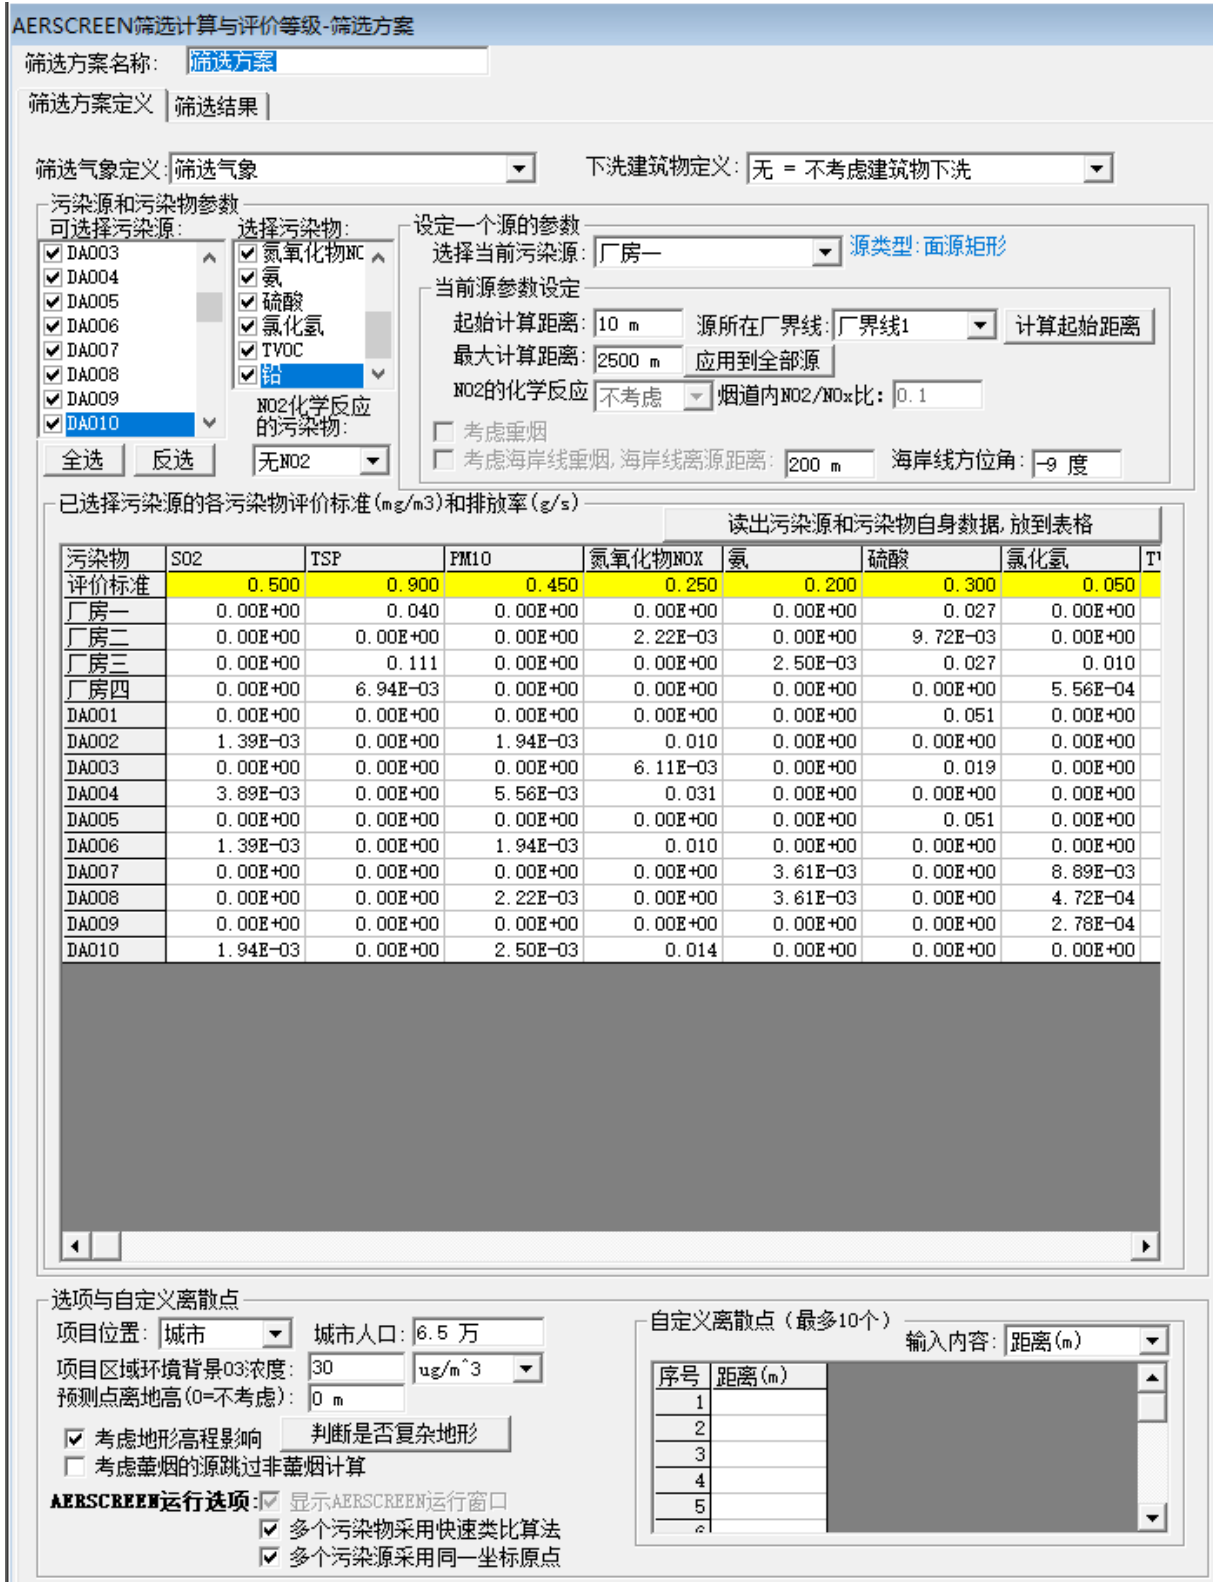 AERSCREEN筛选计算与评价等级-筛选方案
筛选方案名称: 筛选方案
筛选方案定义 筛选结果
筛选气象定义: 筛选气象 下洗建筑物定义: 无 = 不考虑建筑物下洗
污染源和污染物参数
可选择污染源: 选择污染物:
DA003
DA004
DA005
DA006
DA007
DA008
DA009
DA010
氮氧化物NO
氨
硫酸
氯化氢
TVOC
铅
NO2化学反应
的污染物:
全选 反选 无NO2
设定一个源的参数
选择当前污染源: 厂房一 源类型:面源矩形
当前源参数设定
起始计算距离: 10 m 源所在厂界线: 厂界线1 计算起始距离
最大计算距离: 2500 m 应用到全部源
NO2的化学反应 不考虑 烟道内NO2/NOx比: 0.1
考虑熏烟
考虑海岸线熏烟,海岸线离源距离: 200 m 海岸线方位角: -9 度
已选择污染源的各污染物评价标准(mg/m3)和排放率(g/s)
读出污染源和污染物自身数据,放到表格
污染物 SO2 TSP PM10 氮氧化物NOX 氨 硫酸 氯化氢
评价标准 0.500 0.900 0.450 0.250 0.200 0.300 0.050
厂房一 0.00E+00 0.040 0.00E+00 0.00E+00 0.00E+00 0.027 0.00E+00
厂房二 0.00E+00 0.00E+00 0.00E+00 2.22E-03 0.00E+00 9.72E-03 0.00E+00
厂房三 0.00E+00 0.111 0.00E+00 0.00E+00 2.50E-03 0.027 0.010
厂房四 0.00E+00 6.94E-03 0.00E+00 0.00E+00 0.00E+00 0.00E+00 5.56E-04
DA001 0.00E+00 0.00E+00 0.00E+00 0.00E+00 0.00E+00 0.051 0.00E+00
DA002 1.39E-03 0.00E+00 1.94E-03 0.010 0.00E+00 0.00E+00 0.00E+00
DA003 0.00E+00 0.00E+00 0.00E+00 6.11E-03 0.00E+00 0.019 0.00E+00
DA004 3.89E-03 0.00E+00 5.56E-03 0.031 0.00E+00 0.00E+00 0.00E+00
DA005 0.00E+00 0.00E+00 0.00E+00 0.00E+00 0.00E+00 0.051 0.00E+00
DA006 1.39E-03 0.00E+00 1.94E-03 0.010 0.00E+00 0.00E+00 0.00E+00
DA007 0.00E+00 0.00E+00 0.00E+00 0.00E+00 3.61E-03 0.00E+00 8.89E-03
DA008 0.00E+00 0.00E+00 2.22E-03 0.00E+00 3.61E-03 0.00E+00 4.72E-04
DA009 0.00E+00 0.00E+00 0.00E+00 0.00E+00 0.00E+00 0.00E+00 2.78E-04
DA010 1.94E-03 0.00E+00 2.50E-03 0.014 0.00E+00 0.00E+00 0.00E+00
选项与自定义离散点
项目位置: 城市 城市人口: 6.5 万
项目区域环境背景O3浓度: 30 ug/m^3
预测点离地高(0=不考虑): 0 m
考虑地形高程影响 判断是否复杂地形
考虑薰烟的源跳过非薰烟计算
AERSCREEN运行选项: 显示AERSCREEN运行窗口
多个污染物采用快速类比算法
多个污染源采用同一坐标原点
自定义离散点(最多10个)
输入内容: 距离(m)
序号 距离(m)
1
2
3
4
5